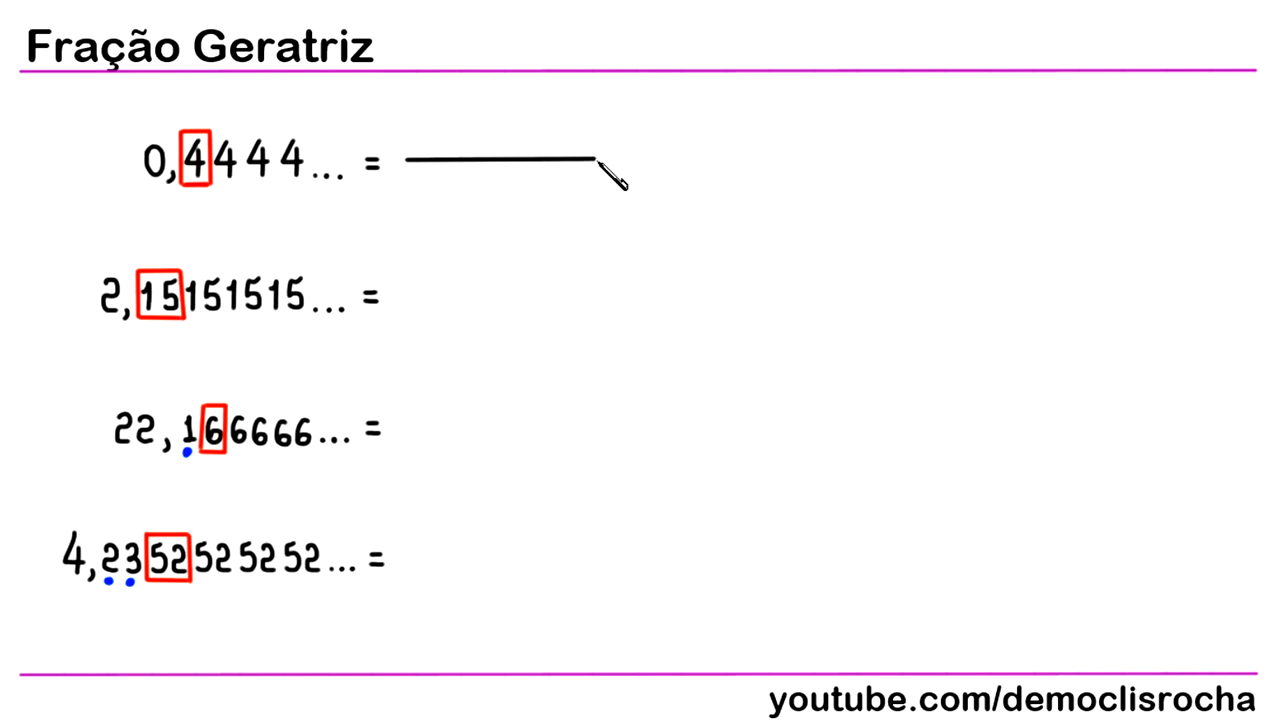 Fração Geratriz
0,4444... =
2,15151515... =
22,166666... =
4,2352525252... =
youtube.com/democlisrocha